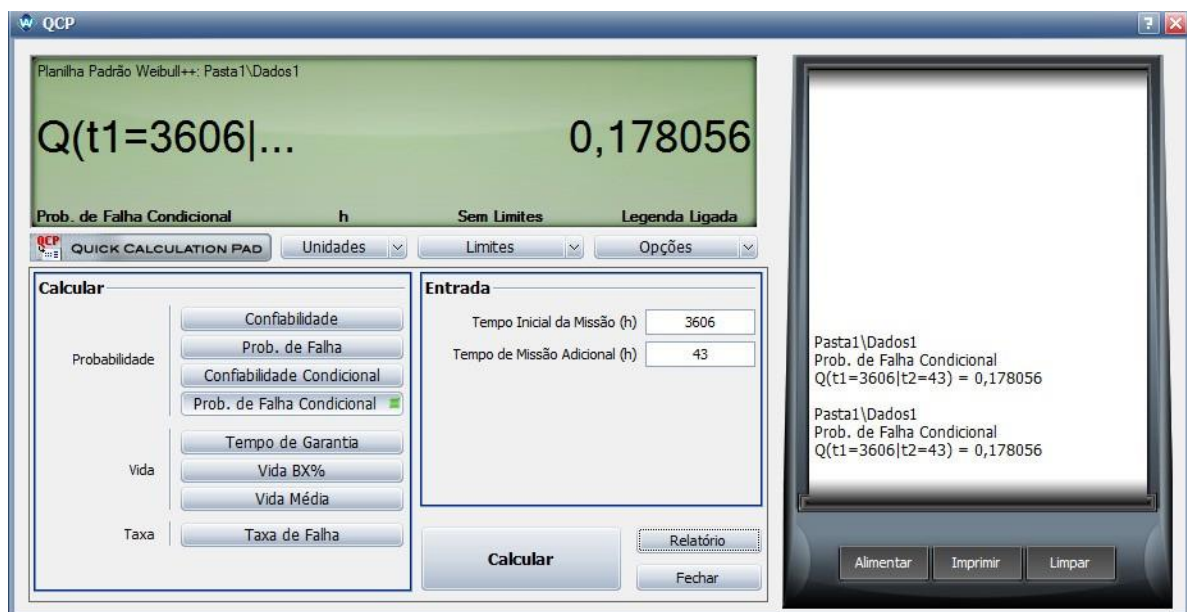 QCP
Planilha Padrão Weibull++: Pasta1\Dados1
Q(t1=3606|... 0,178056
Prob. de Falha Condicional h Sem Limites Legenda Ligada
QCP QUICK CALCULATION PAD Unidades Limites Opções
Calcular
Probabilidade
Confiabilidade
Prob. de Falha
Confiabilidade Condicional
Prob. de Falha Condicional
Vida
Tempo de Garantia
Vida BX%
Vida Média
Taxa
Taxa de Falha
Entrada
Tempo Inicial da Missão (h) 3606
Tempo de Missão Adicional (h) 43
Calcular
Relatório
Fechar
Pasta1\Dados1
Prob. de Falha Condicional
Q(t1=3606|t2=43) = 0,178056
Pasta1\Dados1
Prob. de Falha Condicional
Q(t1=3606|t2=43) = 0,178056
Alimentar Imprimir Limpar